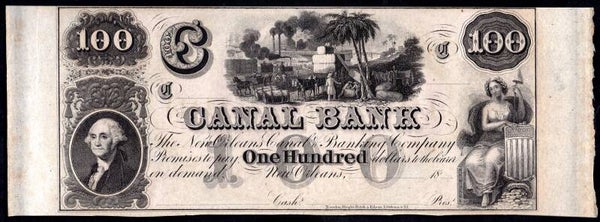 100 C 100
C C
CANAL BANK
The New Orleans Canal & Banking Company
Promises to pay One Hundred dollars to the bearer
on demand. New Orleans, 18
Cash.r Pres.t